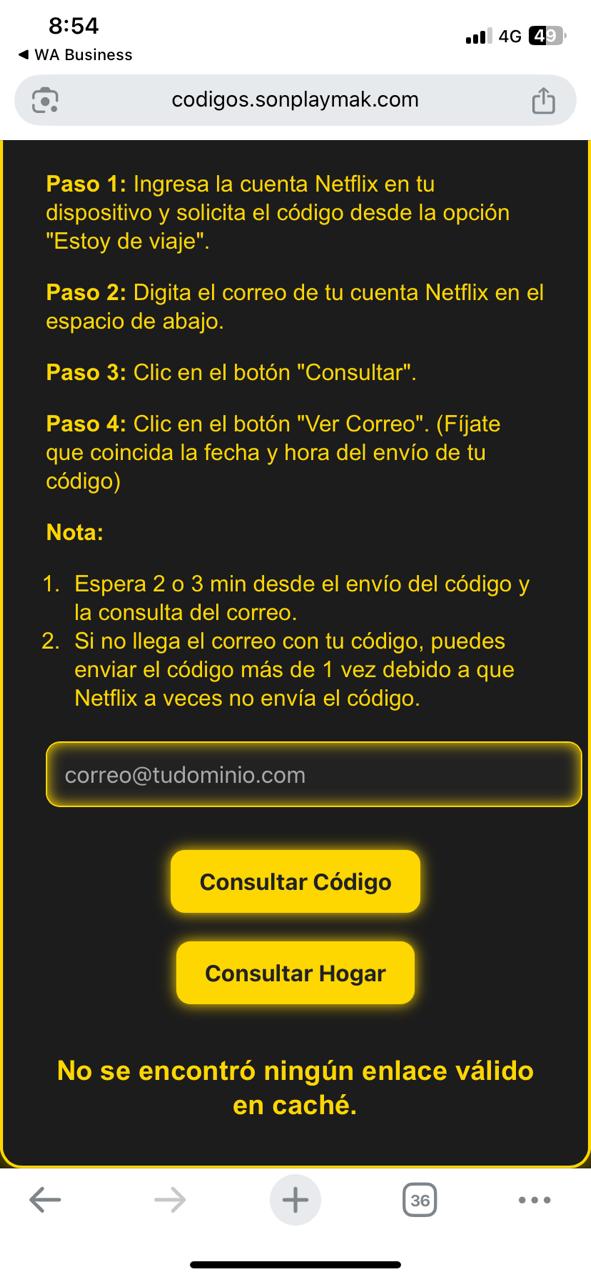 8:54
4G
49
◀ WA Business
codigos.sonplaymak.com
Paso 1: Ingresa la cuenta Netflix en tu
dispositivo y solicita el código desde la opción
"Estoy de viaje".
Paso 2: Digita el correo de tu cuenta Netflix en el
espacio de abajo.
Paso 3: Clic en el botón "Consultar".
Paso 4: Clic en el botón "Ver Correo". (Fíjate
que coincida la fecha y hora del envío de tu
código)
Nota:
1. Espera 2 o 3 min desde el envío del código y
la consulta del correo.
2. Si no llega el correo con tu código, puedes
enviar el código más de 1 vez debido a que
Netflix a veces no envía el código.
correo@tudominio.com
Consultar Código
Consultar Hogar
No se encontró ningún enlace válido
en caché.
36